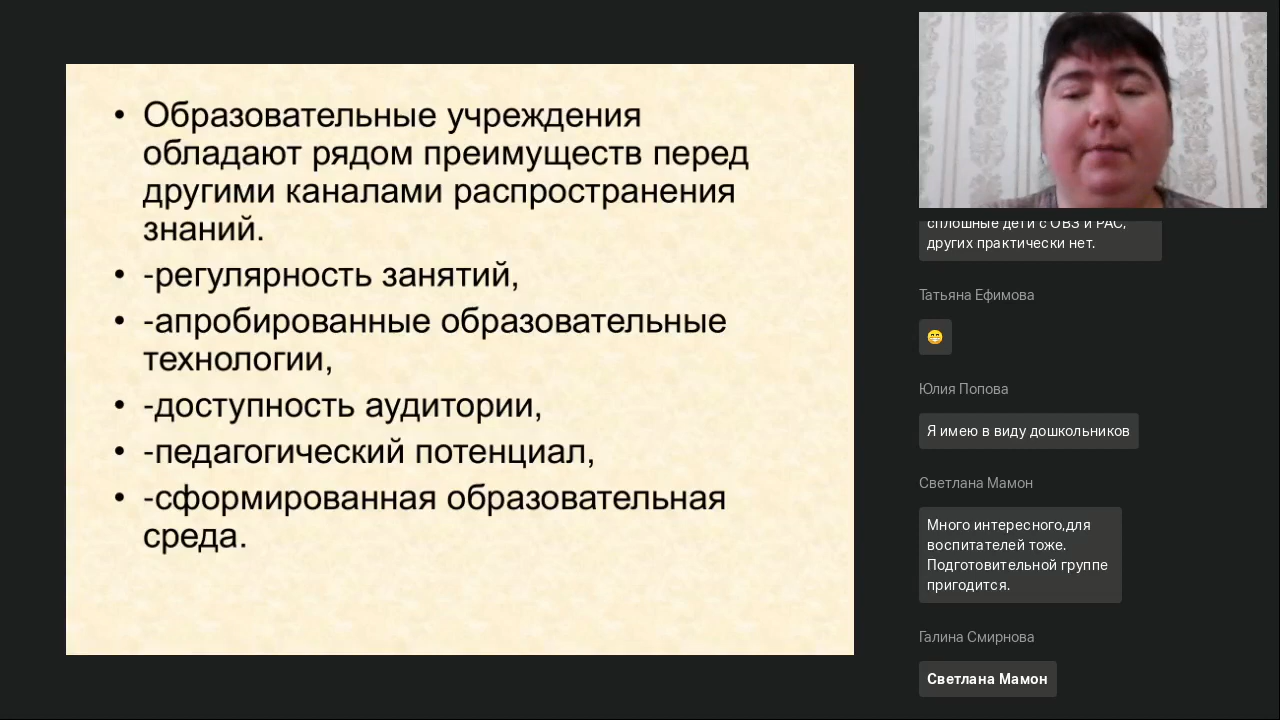 • Образовательные учреждения
обладают рядом преимуществ перед
другими каналами распространения
знаний.
• -регулярность занятий,
• -апробированные образовательные
технологии,
• -доступность аудитории,
• -педагогический потенциал,
• -сформированная образовательная
среда.
сплошные дети с ОВЗ и РАС,
других практически нет.
Татьяна Ефимова
😁
Юлия Попова
Я имею в виду дошкольников
Светлана Мамон
Много интересного,для
воспитателей тоже.
Подготовительной группе
пригодится.
Галина Смирнова
Светлана Мамон